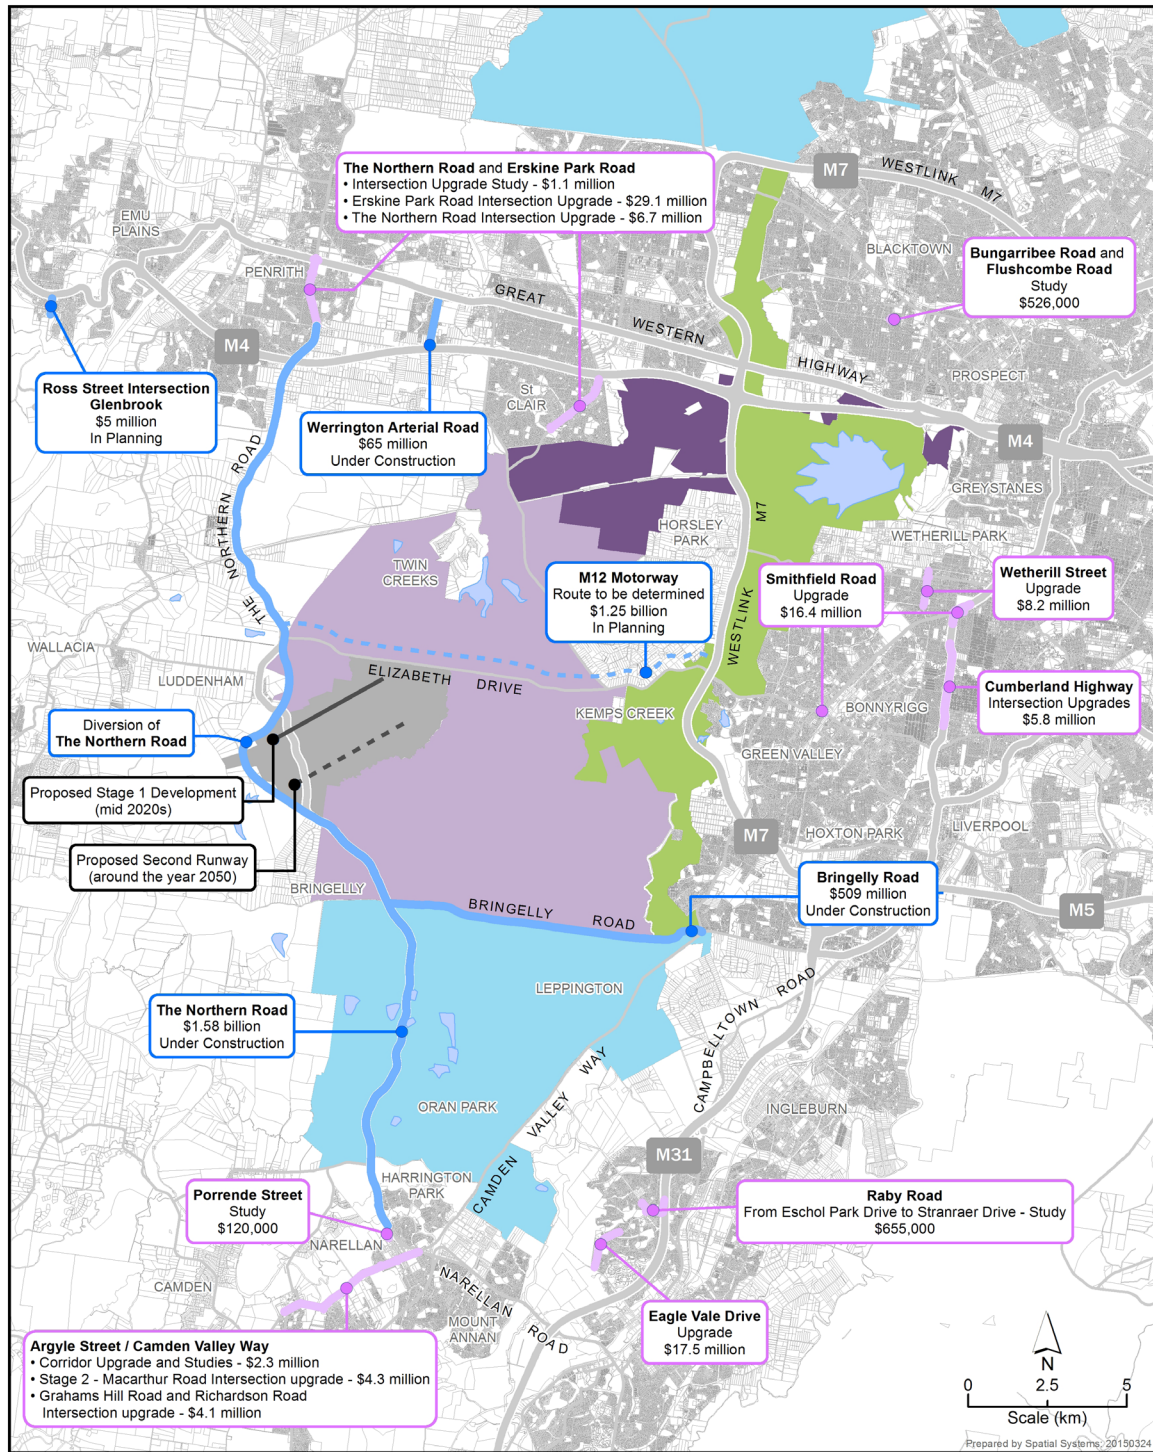 The Northern Road and Erskine Park Road
• Intersection Upgrade Study - $1.1 million
• Erskine Park Road Intersection Upgrade - $29.1 million
• The Northern Road Intersection Upgrade - $6.7 million
M7
WESTLINK M7
EMU
PLAINS
BLACKTOWN
Bungarribee Road and
Flushcombe Road
Study
$526,000
PENRITH
GREAT
WESTERN
HIGHWAY
M4
PROSPECT
Ross Street Intersection
Glenbrook
$5 million
In Planning
St
CLAIR
Werrington Arterial Road
$65 million
Under Construction
M4
GREYSTANES
THE NORTHERN ROAD
WESTLINK M7
HORSLEY
PARK
WETHERILL PARK
TWIN
CREEKS
M12 Motorway
Route to be determined
$1.25 billion
In Planning
Smithfield Road
Upgrade
$16.4 million
Wetherill Street
Upgrade
$8.2 million
WALLACIA
LUDDENHAM
ELIZABETH DRIVE
KEMPS CREEK
BONNYRIGG
Cumberland Highway
Intersection Upgrades
$5.8 million
Diversion of
The Northern Road
GREEN VALLEY
Proposed Stage 1 Development
(mid 2020s)
M7
HOXTON PARK
LIVERPOOL
Proposed Second Runway
(around the year 2050)
BRINGELLY
BRINGELLY ROAD
Bringelly Road
$509 million
Under Construction
M5
LEPPINGTON
CAMPBELLTOWN ROAD
The Northern Road
$1.58 billion
Under Construction
CAMDEN VALLEY WAY
ORAN PARK
INGLEBURN
M31
HARRINGTON
PARK
Porrende Street
Study
$120,000
Raby Road
From Eschol Park Drive to Stranraer Drive - Study
$655,000
NARELLAN
CAMDEN
NARELLAN ROAD
MOUNT
ANNAN
Eagle Vale Drive
Upgrade
$17.5 million
Argyle Street / Camden Valley Way
• Corridor Upgrade and Studies - $2.3 million
• Stage 2 - Macarthur Road Intersection upgrade - $4.3 million
• Grahams Hill Road and Richardson Road
Intersection upgrade - $4.1 million
N
0 2.5 5
Scale (km)
Prepared by Spatial Systems, 20150324